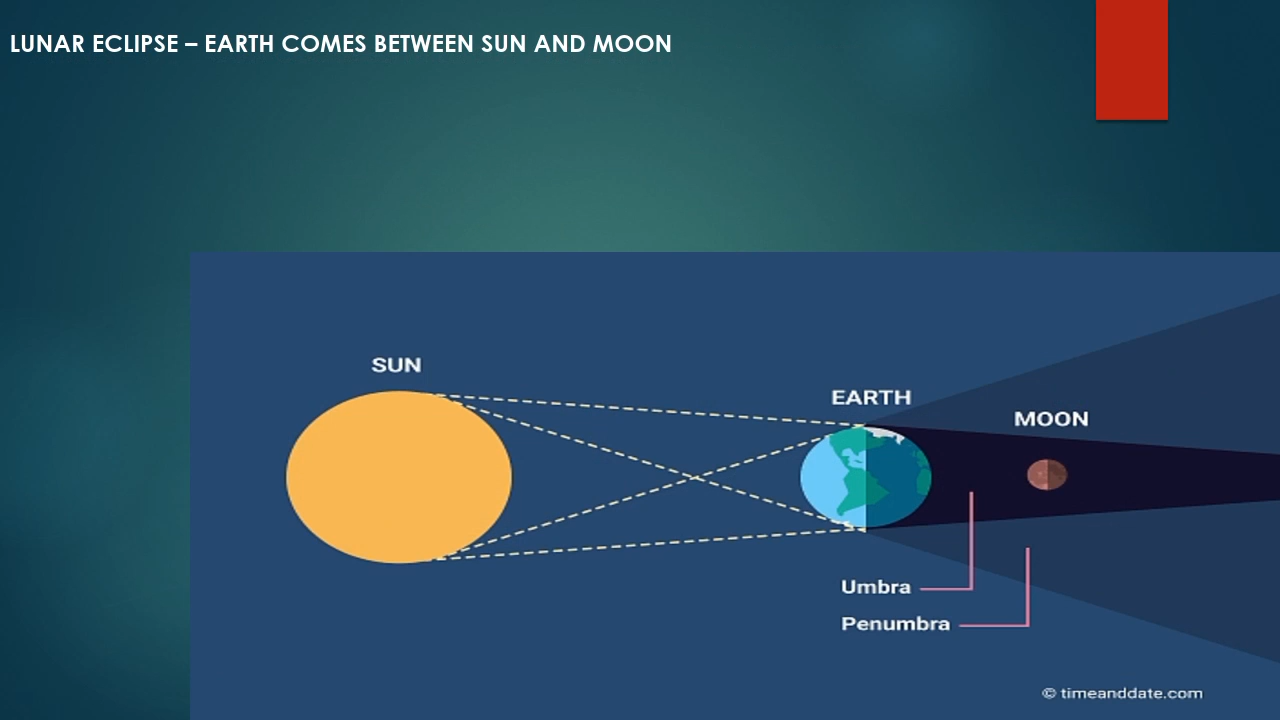 LUNAR ECLIPSE – EARTH COMES BETWEEN SUN AND MOON
SUN
EARTH
MOON
Umbra
Penumbra
© timeanddate.com